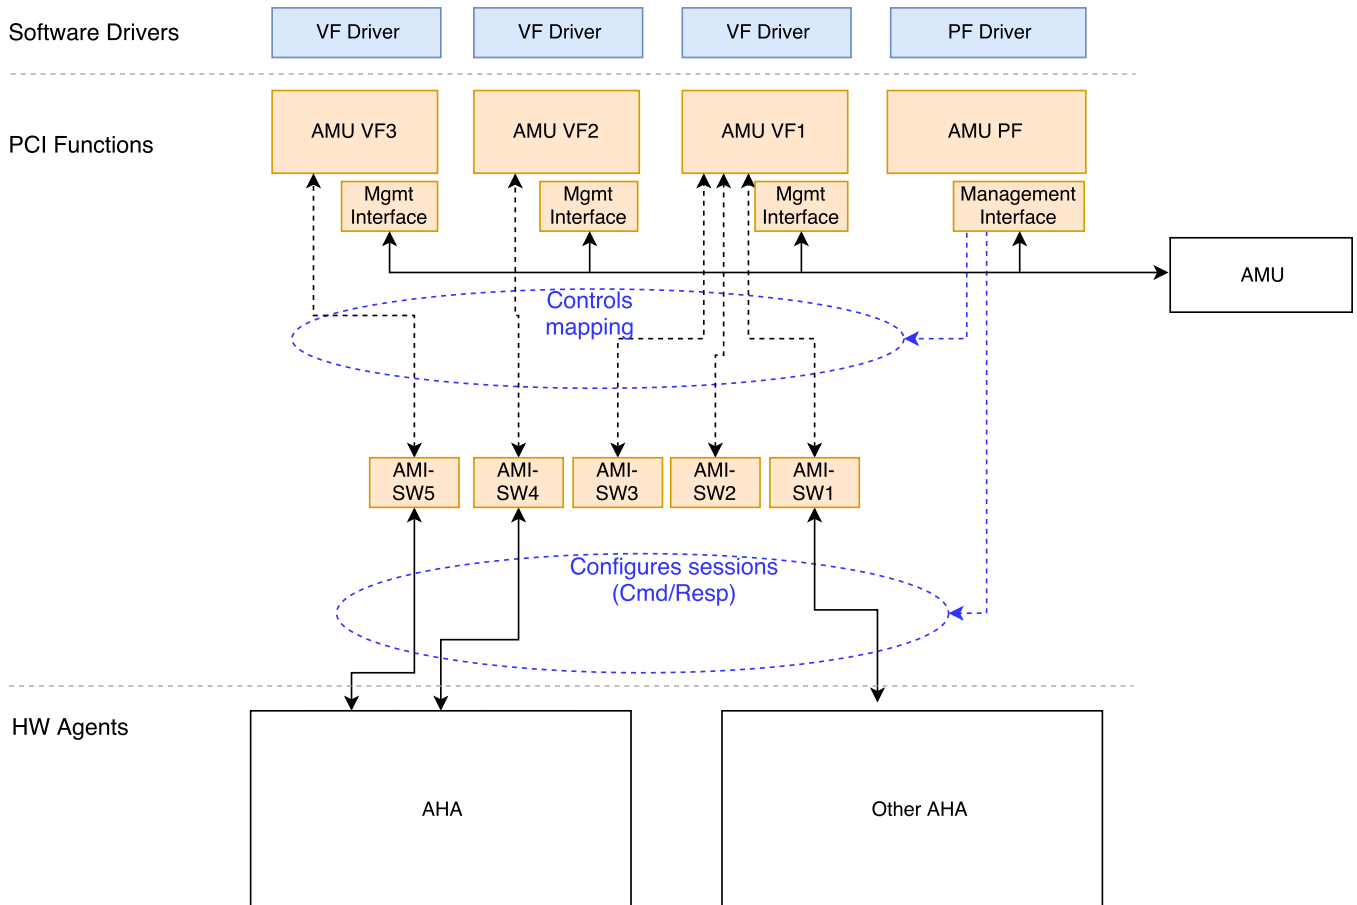 Software Drivers
VF Driver
VF Driver
VF Driver
PF Driver
PCI Functions
AMU VF3
AMU VF2
AMU VF1
AMU PF
Mgmt
Interface
Mgmt
Interface
Mgmt
Interface
Management
Interface
AMU
Controls
mapping
AMI-
SW5
AMI-
SW4
AMI-
SW3
AMI-
SW2
AMI-
SW1
Configures sessions
(Cmd/Resp)
HW Agents
AHA
Other AHA